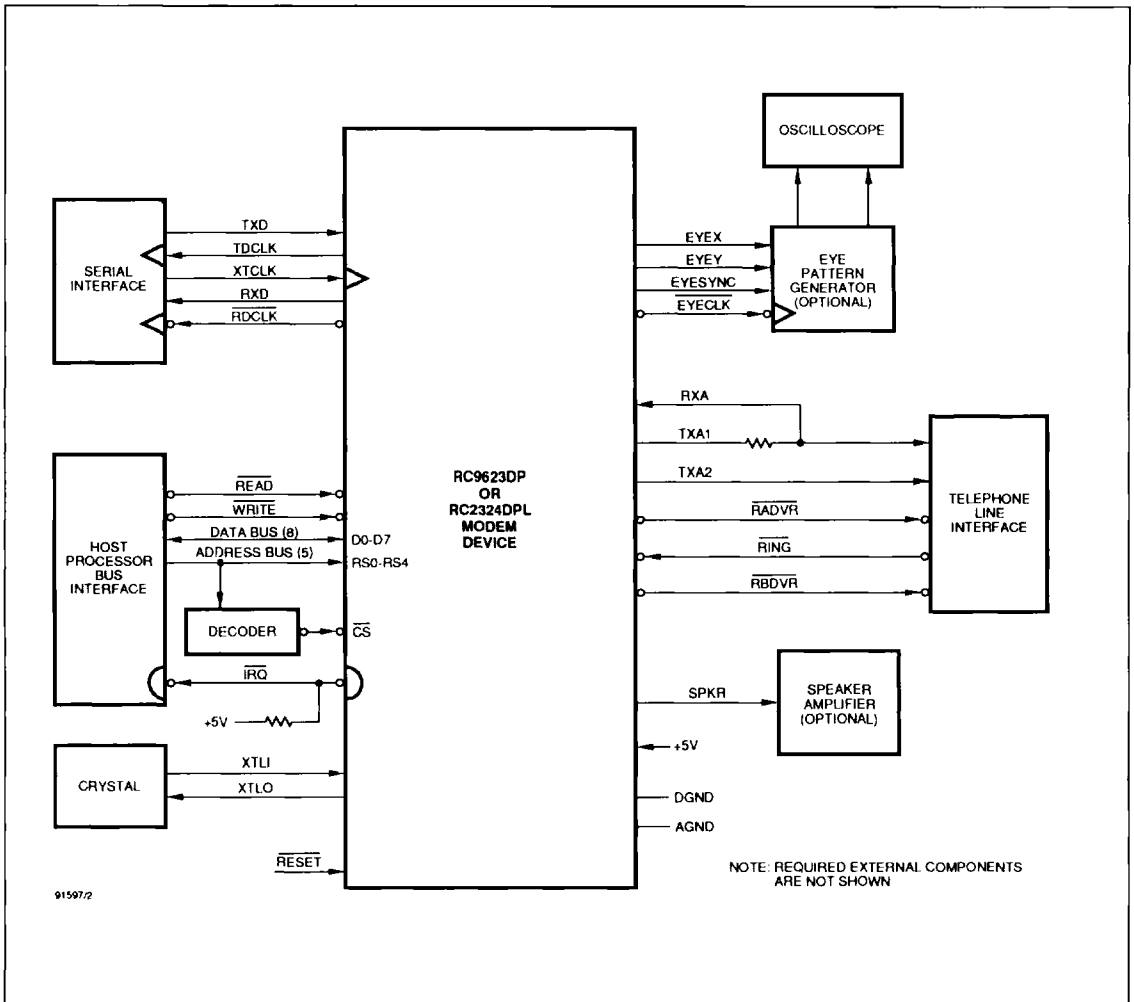 OSCILLOSCOPE
SERIAL
INTERFACE
TXD
TDCLK
XTCLK
RXD
RDCLK
EYEX
EYEY
EYESYNC
EYECLK
EYE
PATTERN
GENERATOR
(OPTIONAL)
HOST
PROCESSOR
BUS
INTERFACE
READ
WRITE
DATA BUS (8)
D0-D7
ADDRESS BUS (5)
RS0-RS4
DECODER
CS
IRQ
+5V
RC9623DP
OR
RC2324DPL
MODEM
DEVICE
RXA
TXA1
TXA2
RADVR
RING
RBDVR
TELEPHONE
LINE
INTERFACE
SPKR
SPEAKER
AMPLIFIER
(OPTIONAL)
CRYSTAL
XTLI
XTLO
+5V
DGND
AGND
RESET
NOTE: REQUIRED EXTERNAL COMPONENTS
ARE NOT SHOWN
91597/2